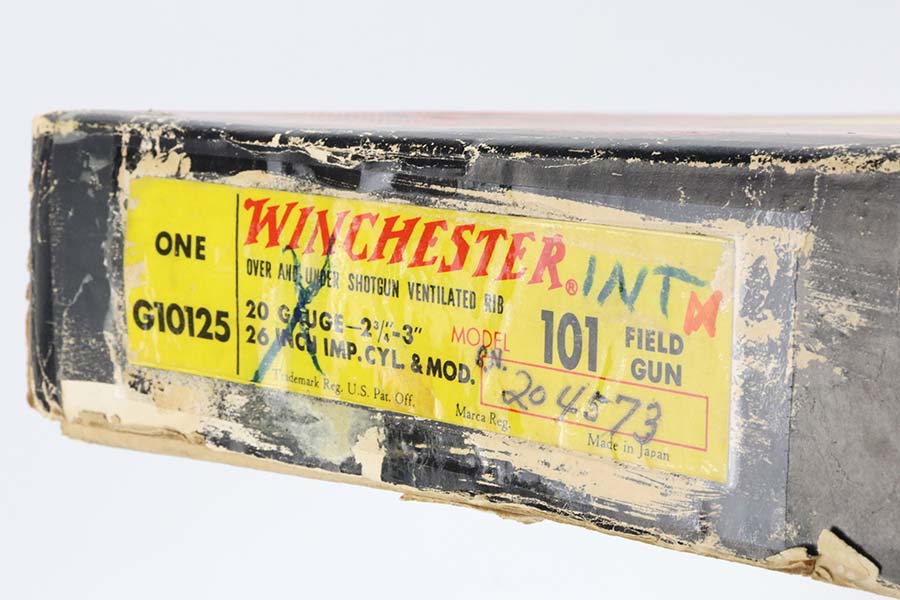 ONE
G10125
WINCHESTER® INT
OVER AND UNDER SHOTGUN VENTILATED RIB
20 GAUGE—2¾"-3"
26 INCH IMP. CYL. & MOD.
MODEL 101 FIELD GUN
S.N.
204573
Trademark Reg. U.S. Pat. Off.
Marca Reg.
Made in Japan